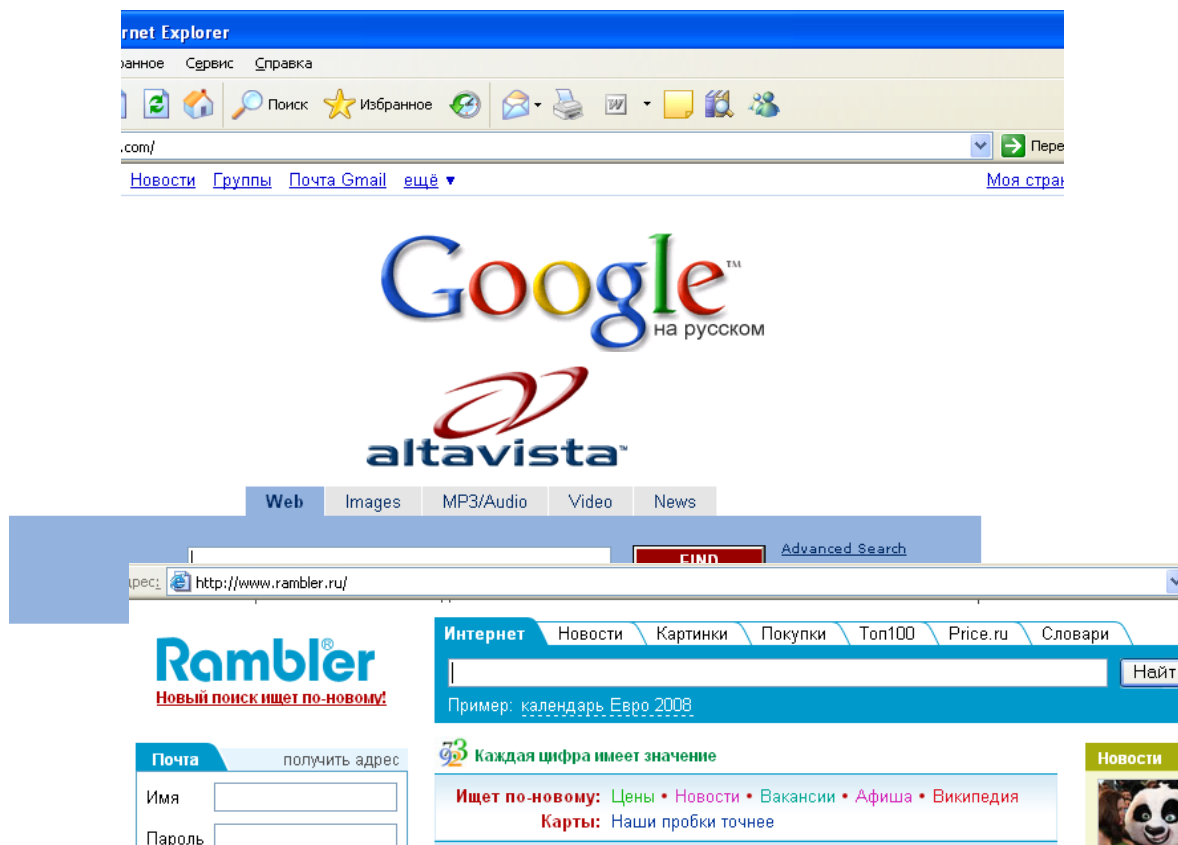 rnet Explorer
ранное Сервис Справка
Поиск Избранное
.com/ Пере
Новости Группы Почта Gmail ещё ▼ Моя стран
Google™
на русском
altavista™
Web Images MP3/Audio Video News
FIND Advanced Search
дрес: http://www.rambler.ru/
Rambler®
Новый поиск ищет по-новому!
Интернет Новости Картинки Покупки Топ100 Price.ru Словари
Найт
Пример: календарь Евро 2008
Каждая цифра имеет значение
Почта получить адрес
Имя
Пароль
Ищет по-новому: Цены • Новости • Вакансии • Афиша • Википедия
Карты: Наши пробки точнее
Новости